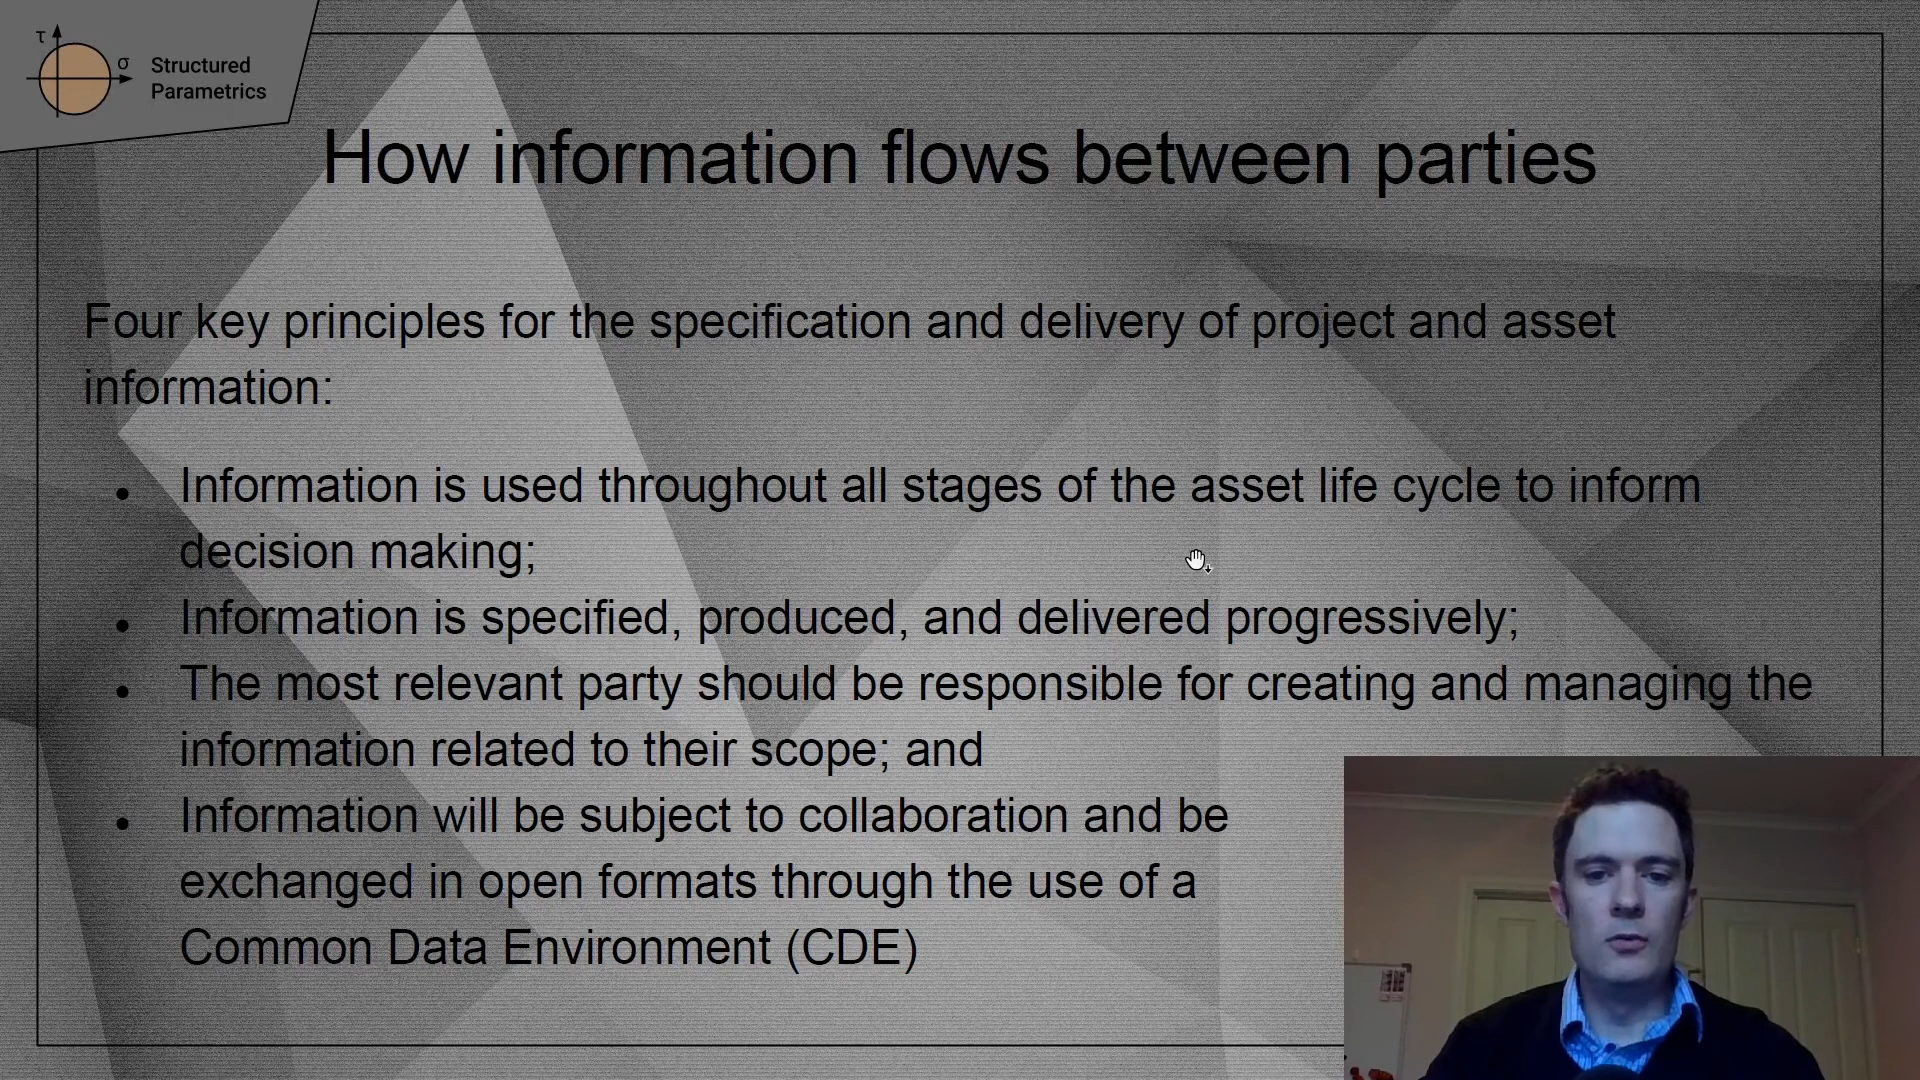 τ
σ
Structured
Parametrics
How information flows between parties
Four key principles for the specification and delivery of project and asset
information:
• Information is used throughout all stages of the asset life cycle to inform
decision making;
• Information is specified, produced, and delivered progressively;
• The most relevant party should be responsible for creating and managing the
information related to their scope; and
• Information will be subject to collaboration and be
exchanged in open formats through the use of a
Common Data Environment (CDE)